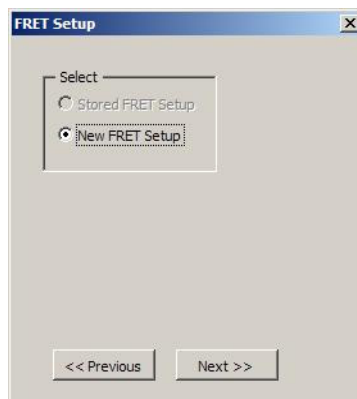 FRET Setup
Select
Stored FRET Setup
New FRET Setup
<< Previous
Next >>